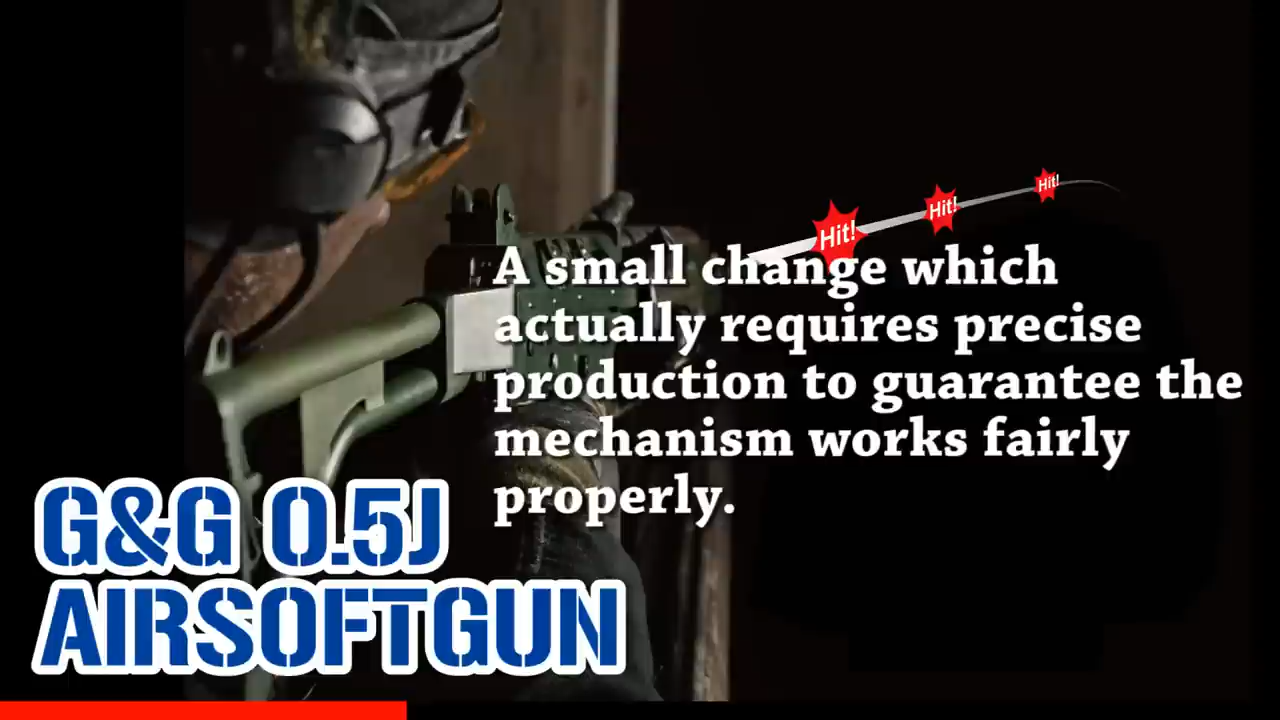 Hit! Hit! Hit!
A small change which
actually requires precise
production to guarantee the
mechanism works fairly
properly.
G&G 0.5J
AIRSOFTGUN